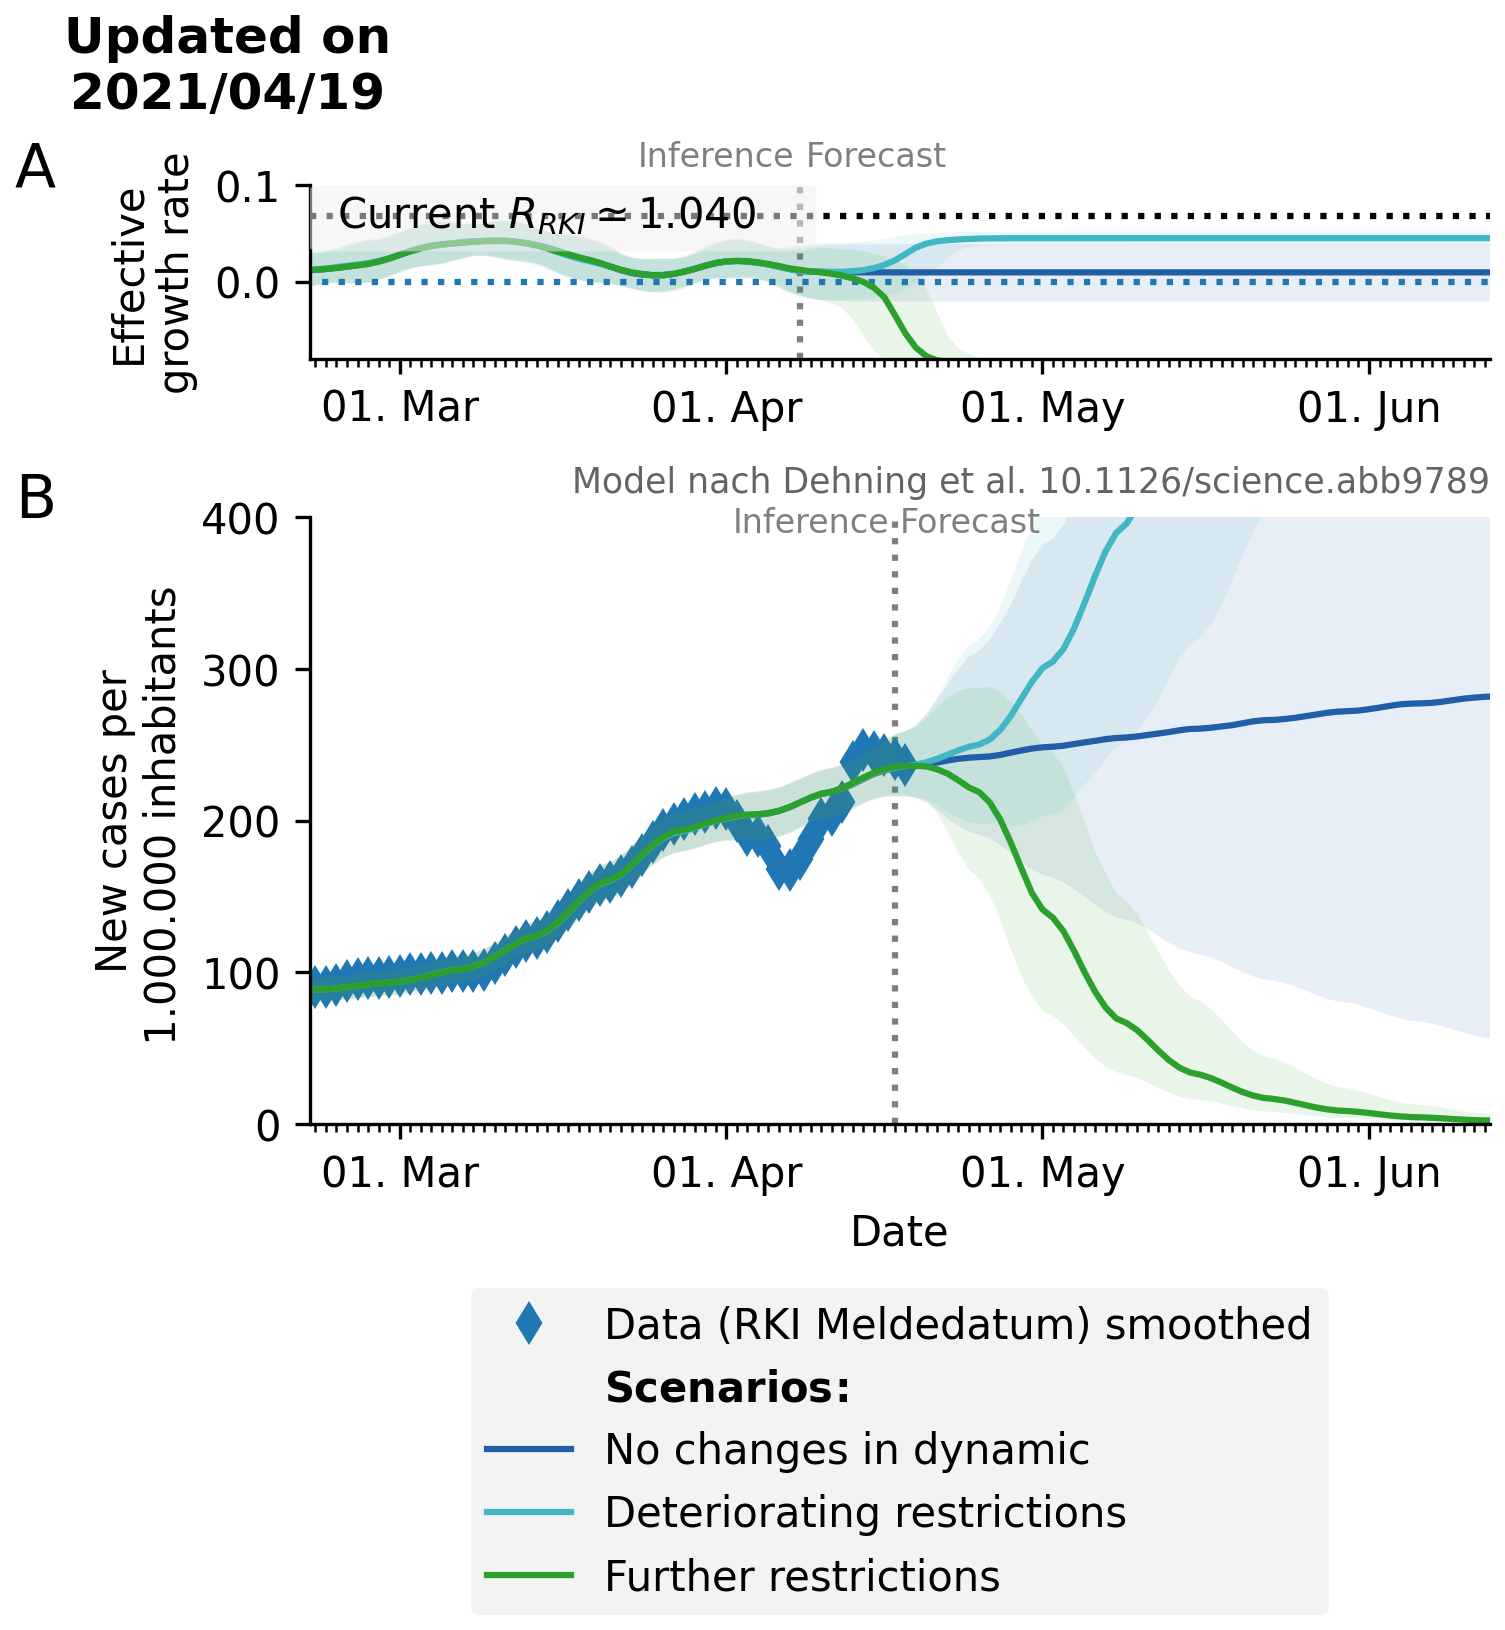 Updated on
2021/04/19
A
Inference Forecast
Effective
growth rate
0.1
0.0
Current R_RKI ≃ 1.040
01. Mar 01. Apr 01. May 01. Jun
B
Model nach Dehning et al. 10.1126/science.abb9789
Inference Forecast
New cases per
1.000.000 inhabitants
400
300
200
100
0
01. Mar 01. Apr 01. May 01. Jun
Date
Data (RKI Meldedatum) smoothed
Scenarios:
No changes in dynamic
Deteriorating restrictions
Further restrictions